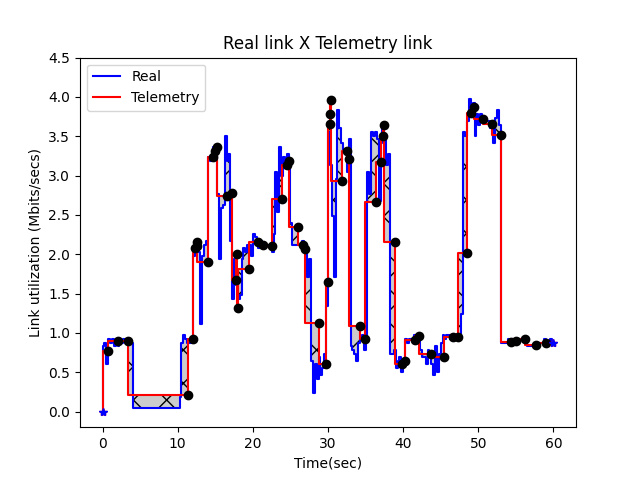 Real link X Telemetry link
Real
Telemetry
Link utilization (Mbits/secs)
4.5
4.0
3.5
3.0
2.5
2.0
1.5
1.0
0.5
0.0
0 10 20 30 40 50 60
Time(sec)